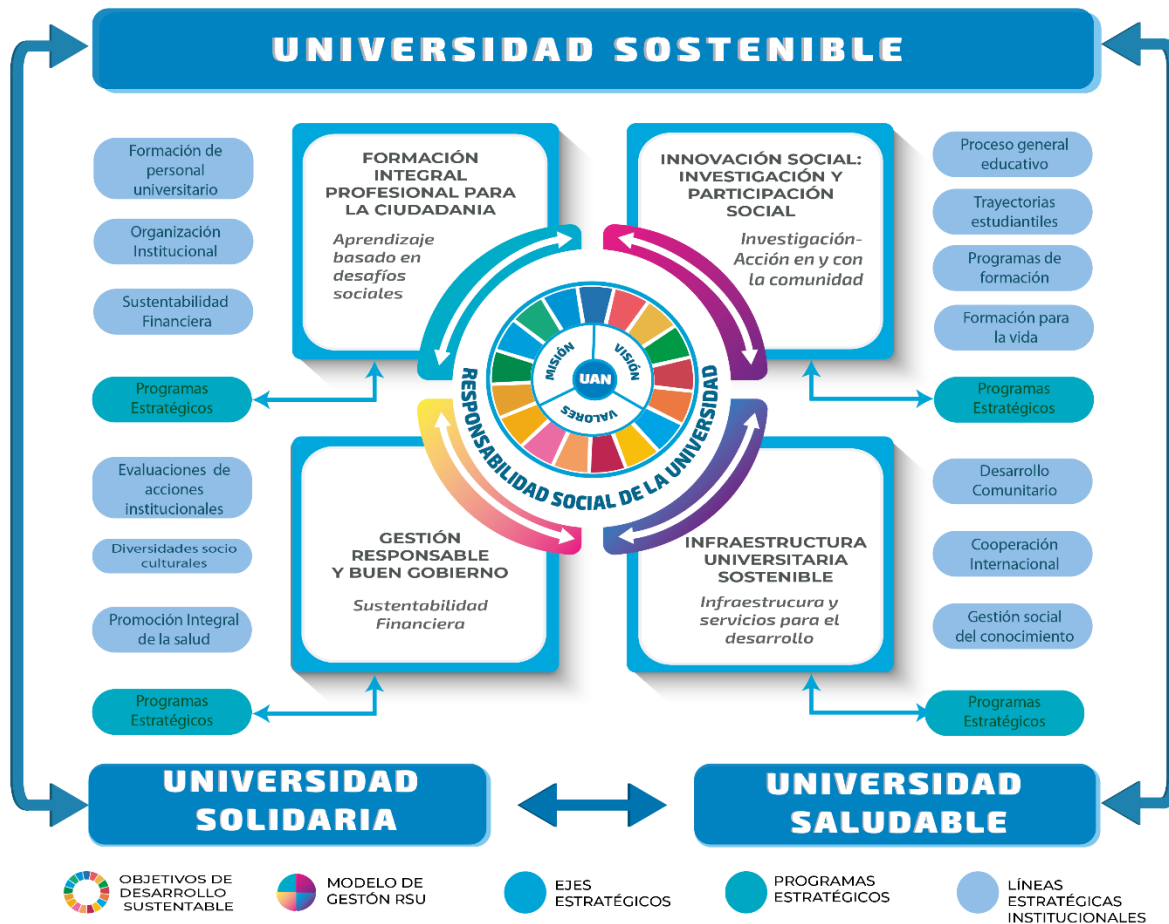 UNIVERSIDAD SOSTENIBLE
Formación de
personal
universitario
Organización
Institucional
Sustentabilidad
Financiera
Programas
Estratégicos
FORMACIÓN
INTEGRAL
PROFESIONAL PARA
LA CIUDADANIA
Aprendizaje
basado en
desafíos
sociales
INNOVACIÓN SOCIAL:
INVESTIGACIÓN Y
PARTICIPACIÓN
SOCIAL
Investigación-
Acción en y con
la comunidad
Proceso general
educativo
Trayectorias
estudiantiles
Programas de
formación
Formación para
la vida
Programas
Estratégicos
MISIÓN
VISIÓN
UAN
VALORES
RESPONSABILIDAD SOCIAL DE LA UNIVERSIDAD
Evaluaciones de
acciones
institucionales
Diversidades socio
culturales
Promoción Integral
de la salud
Programas
Estratégicos
GESTIÓN
RESPONSABLE
Y BUEN GOBIERNO
Sustentabilidad
Financiera
INFRAESTRUCTURA
UNIVERSITARIA
SOSTENIBLE
Infraestrucura y
servicios para el
desarrollo
Desarrollo
Comunitario
Cooperación
Internacional
Gestión social
del conocimiento
Programas
Estratégicos
UNIVERSIDAD
SOLIDARIA
UNIVERSIDAD
SALUDABLE
OBJETIVOS DE
DESARROLLO
SUSTENTABLE
MODELO DE
GESTIÓN RSU
EJES
ESTRATÉGICOS
PROGRAMAS
ESTRATÉGICOS
LÍNEAS
ESTRATÉGICAS
INSTITUCIONALES